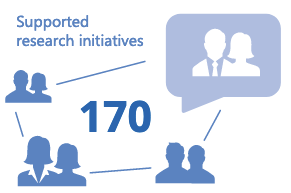 Supported
research initiatives
170